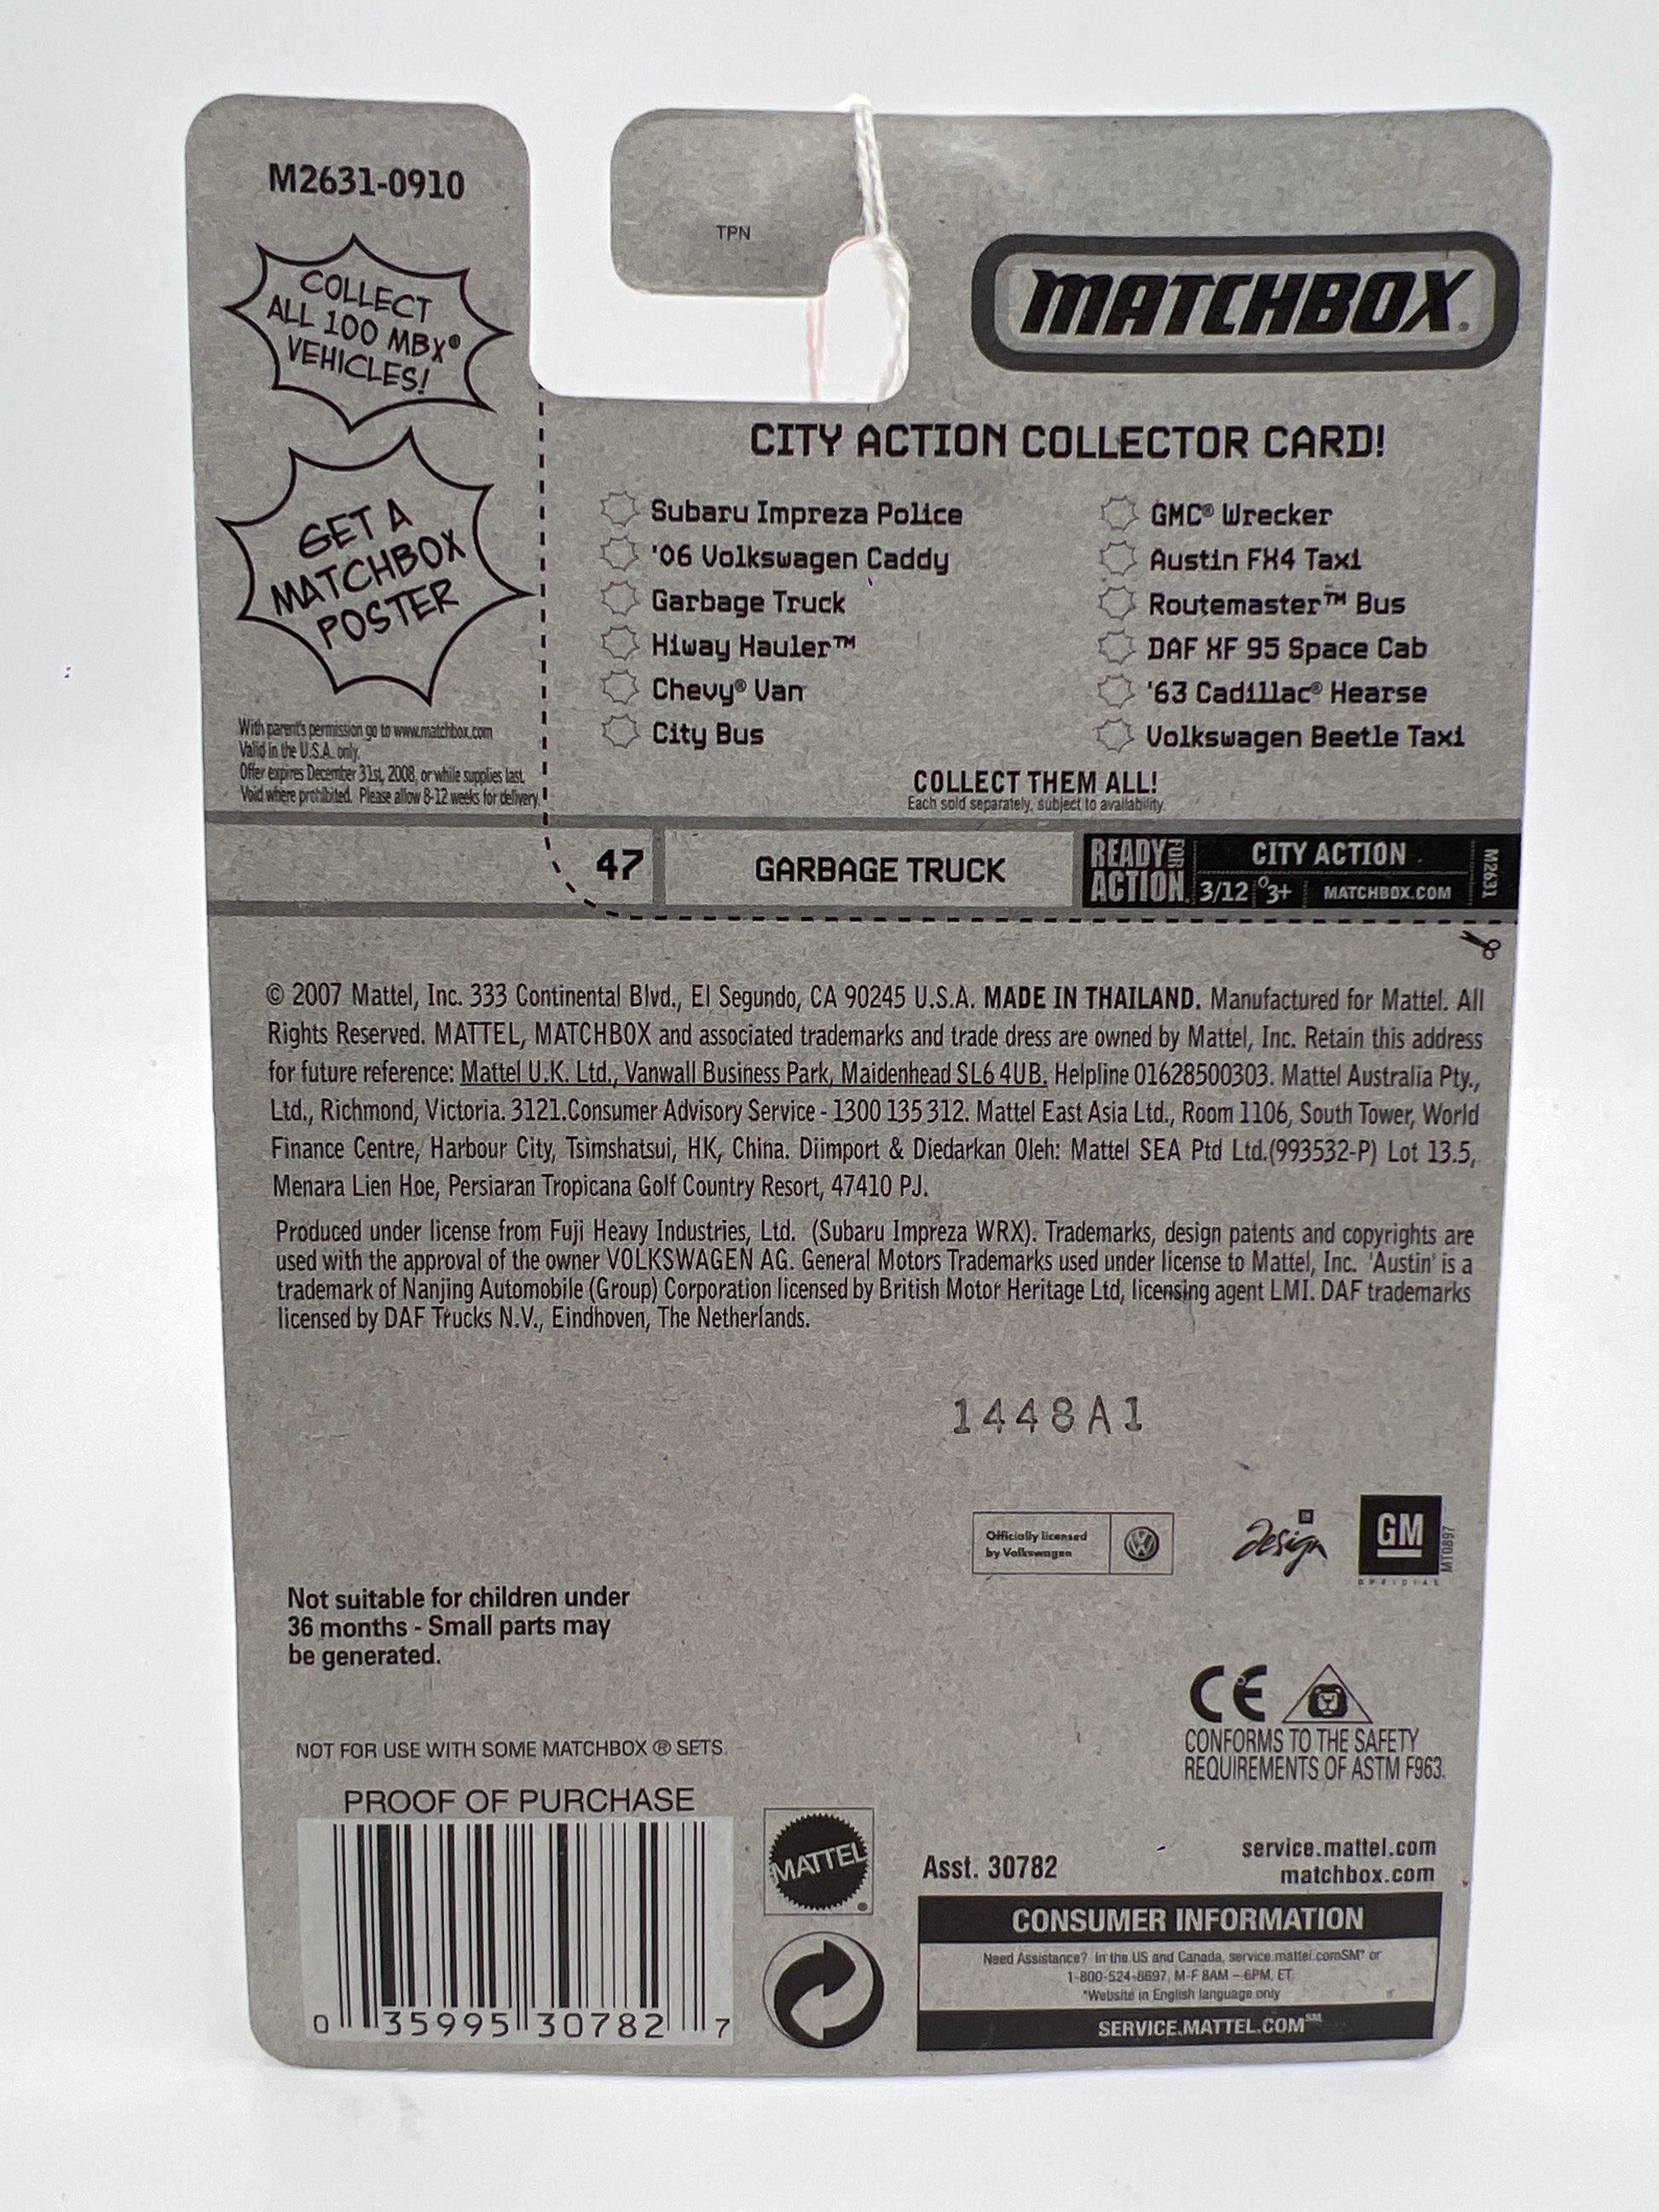 M2631-0910
TPN
COLLECT
ALL 100 MBX®
VEHICLES!
GET A
MATCHBOX
POSTER
With parent's permission go to www.matchbox.com
Valid in the U.S.A. only.
Offer expires December 31st, 2008, or while supplies last.
Void where prohibited. Please allow 8-12 weeks for delivery.
MATCHBOX®
CITY ACTION COLLECTOR CARD!
Subaru Impreza Police
'06 Volkswagen Caddy
Garbage Truck
Hiway Hauler™
Chevy® Van
City Bus
GMC® Wrecker
Austin FX4 Taxi
Routemaster™ Bus
DAF XF 95 Space Cab
'63 Cadillac® Hearse
Volkswagen Beetle Taxi
COLLECT THEM ALL!
Each sold separately, subject to availability.
47
GARBAGE TRUCK
READY FOR
ACTION.
CITY ACTION
3/12 3+ MATCHBOX.COM
M2631
© 2007 Mattel, Inc. 333 Continental Blvd., El Segundo, CA 90245 U.S.A. MADE IN THAILAND. Manufactured for Mattel. All
Rights Reserved. MATTEL, MATCHBOX and associated trademarks and trade dress are owned by Mattel, Inc. Retain this address
for future reference: Mattel U.K. Ltd., Vanwall Business Park, Maidenhead SL6 4UB. Helpline 01628500303. Mattel Australia Pty.,
Ltd., Richmond, Victoria. 3121.Consumer Advisory Service - 1300 135 312. Mattel East Asia Ltd., Room 1106, South Tower, World
Finance Centre, Harbour City, Tsimshatsui, HK, China. Diimport & Diedarkan Oleh: Mattel SEA Ptd Ltd.(993532-P) Lot 13.5,
Menara Lien Hoe, Persiaran Tropicana Golf Country Resort, 47410 PJ.
Produced under license from Fuji Heavy Industries, Ltd. (Subaru Impreza WRX). Trademarks, design patents and copyrights are
used with the approval of the owner VOLKSWAGEN AG. General Motors Trademarks used under license to Mattel, Inc. 'Austin' is a
trademark of Nanjing Automobile (Group) Corporation licensed by British Motor Heritage Ltd, licensing agent LMI. DAF trademarks
licensed by DAF Trucks N.V., Eindhoven, The Netherlands.
1448A1
Officially licensed
by Volkswagen
Design
GM
OFFICIAL
MT0897
Not suitable for children under
36 months - Small parts may
be generated.
CE
CONFORMS TO THE SAFETY
REQUIREMENTS OF ASTM F963.
NOT FOR USE WITH SOME MATCHBOX ® SETS.
PROOF OF PURCHASE
0 35995 30782 7
MATTEL®
Asst. 30782
service.mattel.com
matchbox.com
CONSUMER INFORMATION
Need Assistance? In the US and Canada, service.mattel.comSM* or
1-800-524-8697, M-F 8AM – 6PM, ET.
*Website in English language only
SERVICE.MATTEL.COM℠